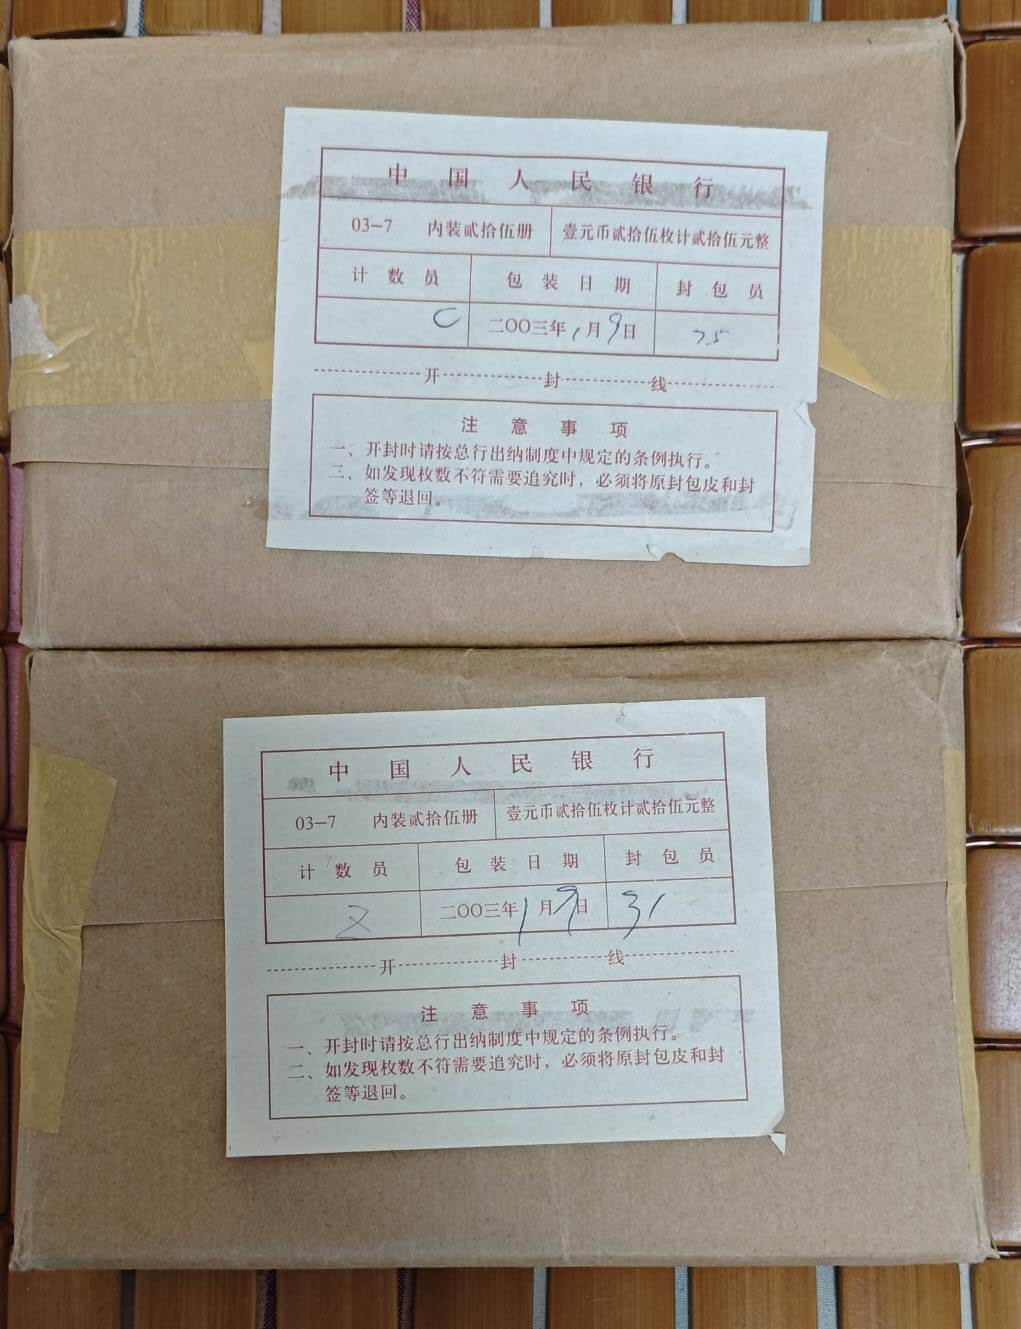 中国人民银行
03-7 内装贰拾伍册 壹元币贰拾伍枚计贰拾伍元整
计数员 包装日期 封包员
二〇〇三年1月9日
开封线
注意事项
一、开封时请按总行出纳制度中规定的条例执行。
二、如发现枚数不符需要追究时，必须将原封包皮和封
签等退回。
中国人民银行
03-7 内装贰拾伍册 壹元币贰拾伍枚计贰拾伍元整
计数员 包装日期 封包员
二〇〇三年1月9日 31
开封线
注意事项
一、开封时请按总行出纳制度中规定的条例执行。
二、如发现枚数不符需要追究时，必须将原封包皮和封
签等退回。